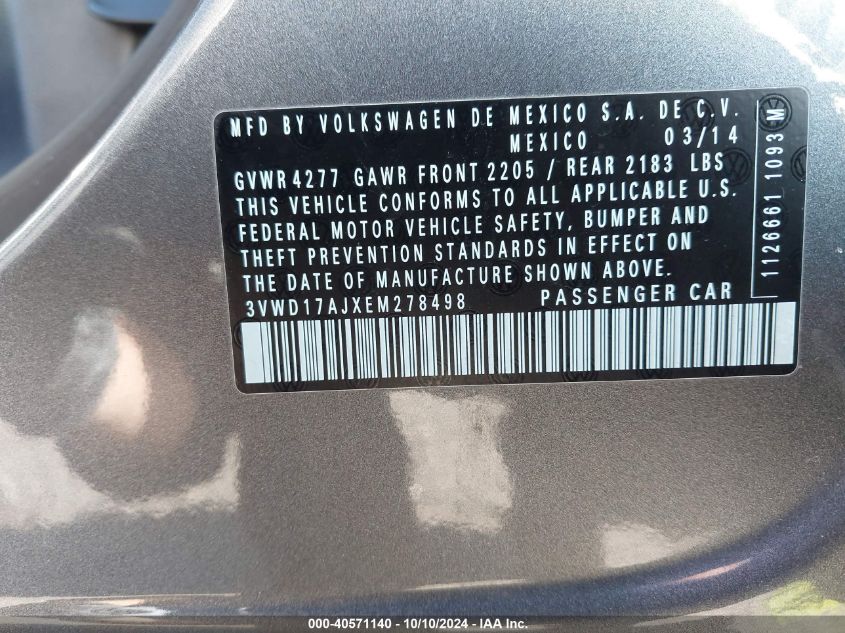 MFD BY VOLKSWAGEN DE MEXICO S.A. DE C.V.
MEXICO 03/14
GVWR 4277 GAWR FRONT 2205 / REAR 2183 LBS
THIS VEHICLE CONFORMS TO ALL APPLICABLE U.S.
FEDERAL MOTOR VEHICLE SAFETY, BUMPER AND
THEFT PREVENTION STANDARDS IN EFFECT ON
THE DATE OF MANUFACTURE SHOWN ABOVE.
3VWD17AJXEM278498 PASSENGER CAR
1126661 1093 M
000-40571140 - 10/10/2024 - IAA Inc.